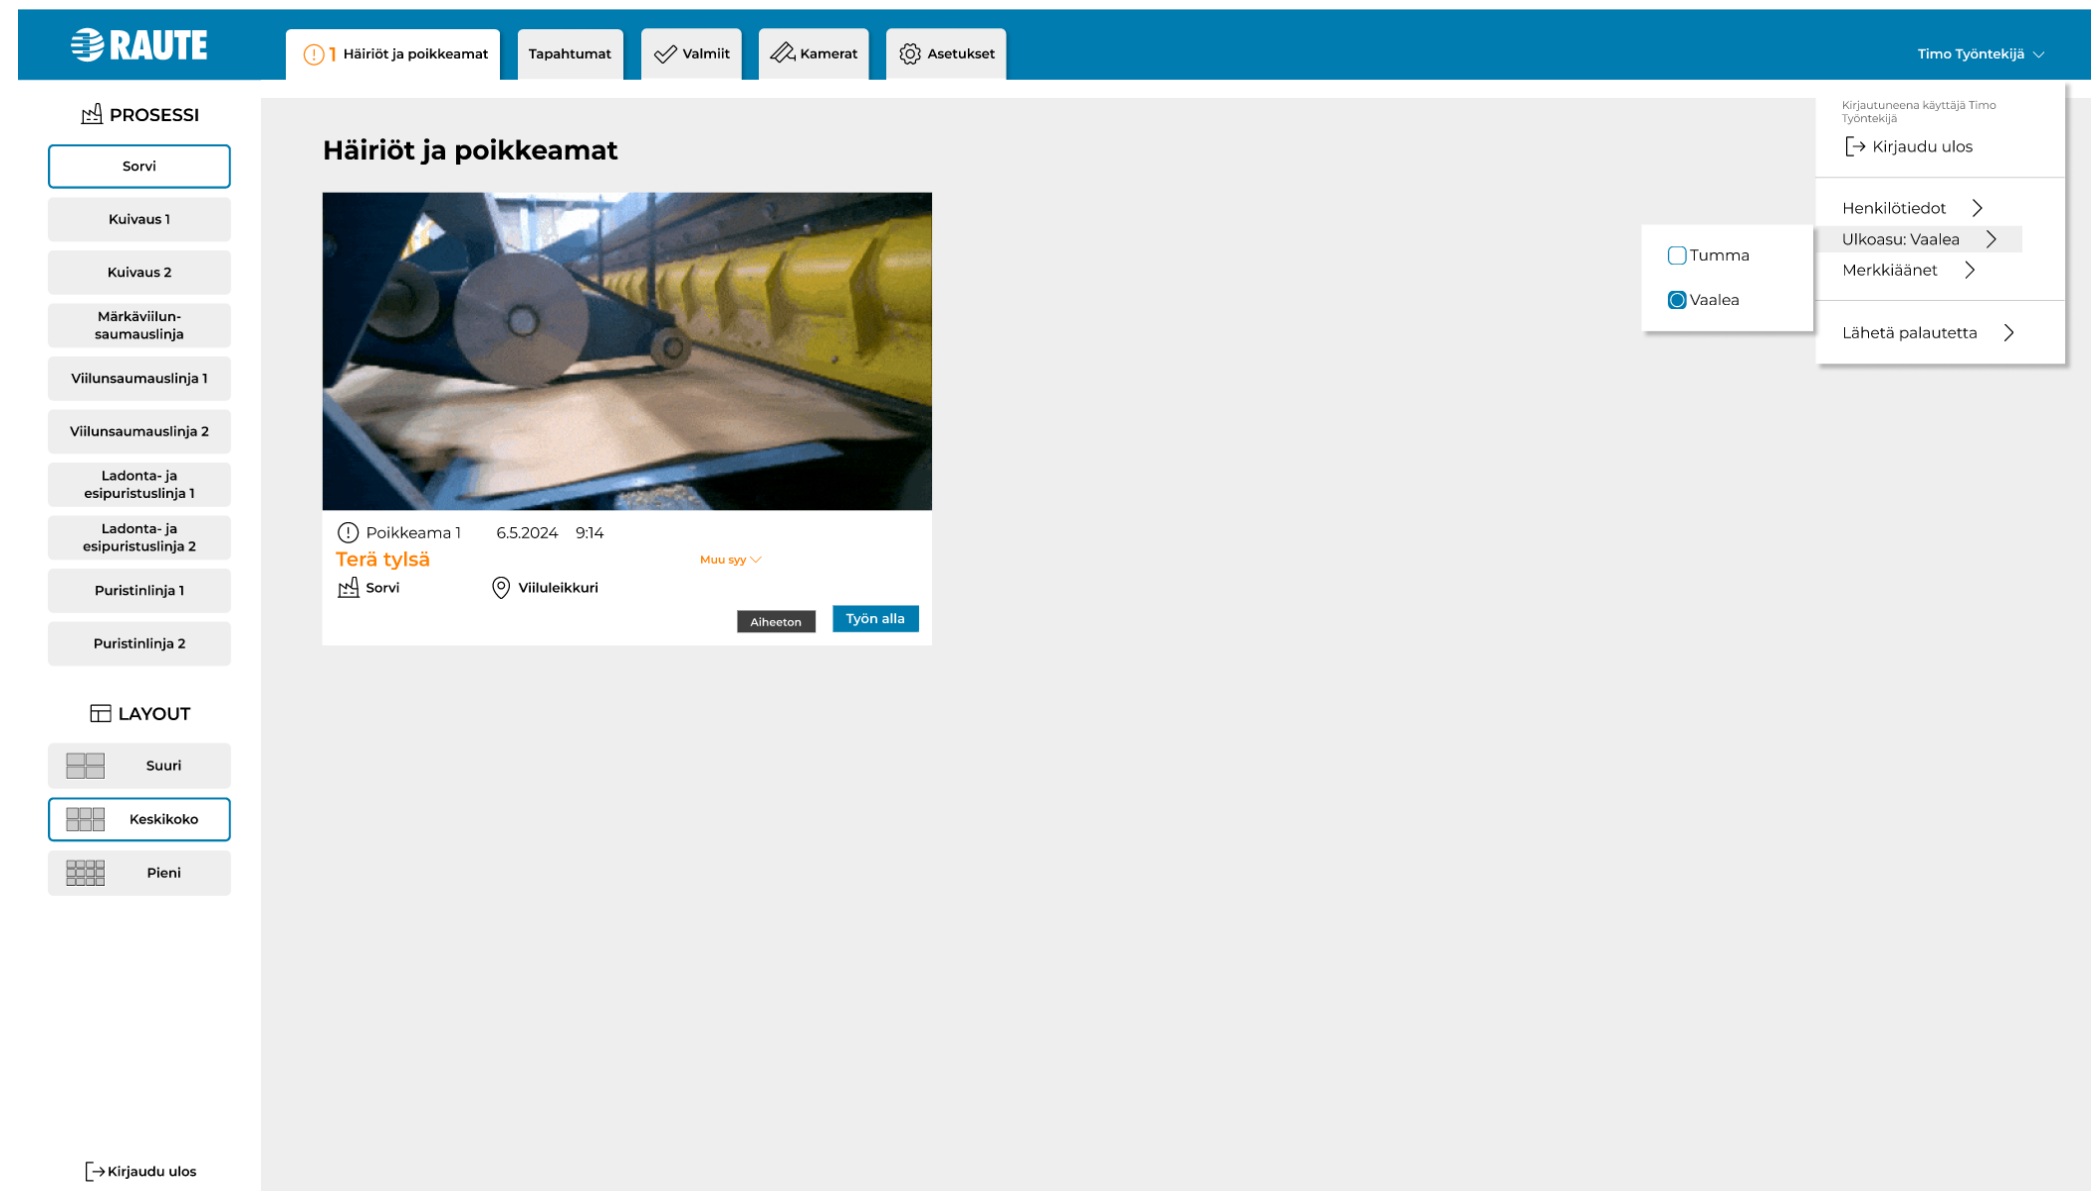 RAUTE
1 Häiriöt ja poikkeamat
Tapahtumat
Valmiit
Kamerat
Asetukset
Timo Työntekijä
PROSESSI
Sorvi
Kuivaus 1
Kuivaus 2
Märkäviilun-
saumauslinja
Viilunsaumauslinja 1
Viilunsaumauslinja 2
Ladonta- ja
esipuristuslinja 1
Ladonta- ja
esipuristuslinja 2
Puristinlinja 1
Puristinlinja 2
LAYOUT
Suuri
Keskikoko
Pieni
Kirjaudu ulos
Häiriöt ja poikkeamat
Poikkeama 1 6.5.2024 9:14
Terä tylsä
Muu syy
Sorvi
Viiluleikkuri
Aiheeton
Työn alla
Kirjautuneena käyttäjä Timo
Työntekijä
Kirjaudu ulos
Henkilötiedot
Ulkoasu: Vaalea
Merkkiäänet
Lähetä palautetta
Tumma
Vaalea